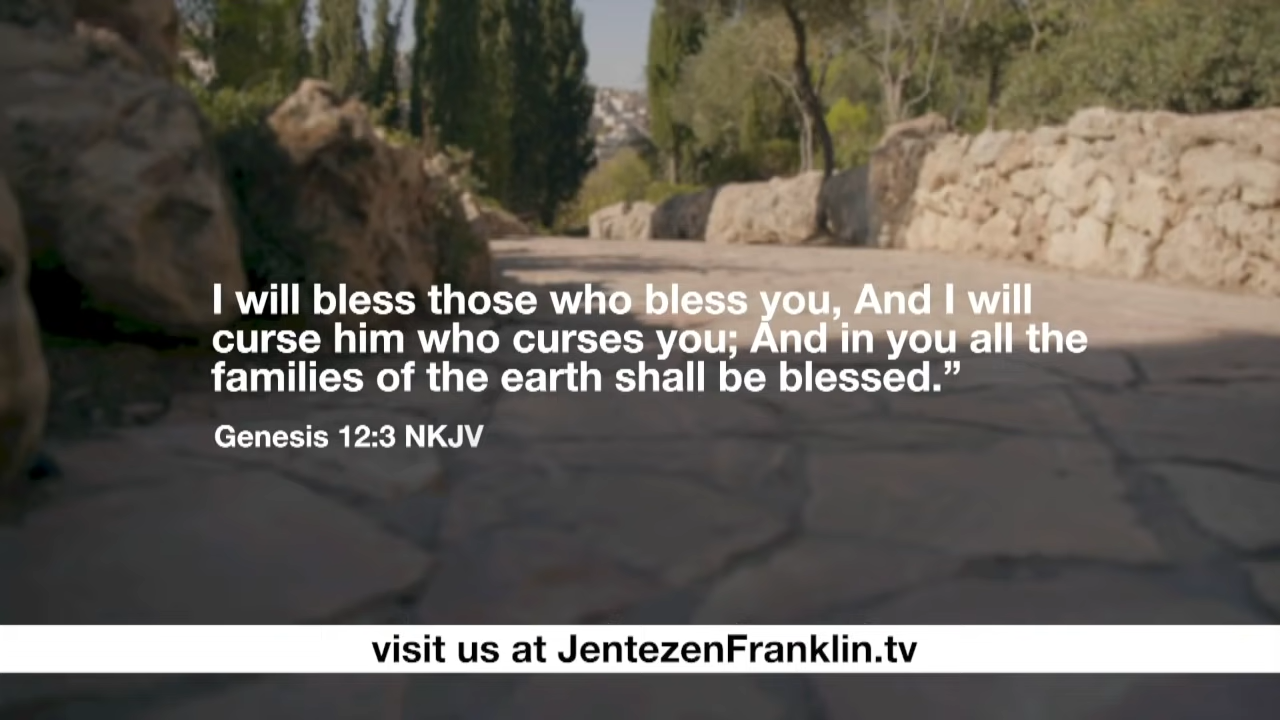 I will bless those who bless you, And I will
curse him who curses you; And in you all the
families of the earth shall be blessed.”
Genesis 12:3 NKJV
visit us at JentezenFranklin.tv